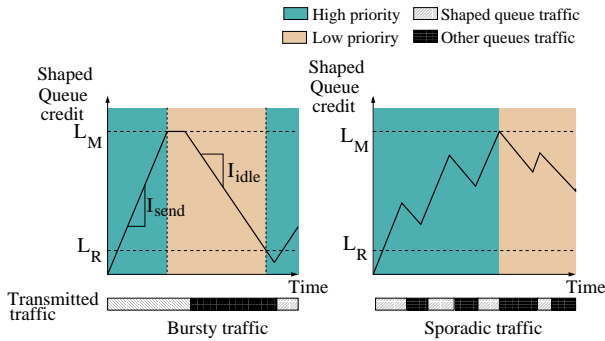 High priority
Shaped queue traffic
Low prioriry
Other queues traffic
Shaped
Queue
credit
L_M
I_send
I_idle
L_R
Time
Shaped
Queue
credit
L_M
L_R
Time
Transmitted
traffic
Bursty traffic
Sporadic traffic